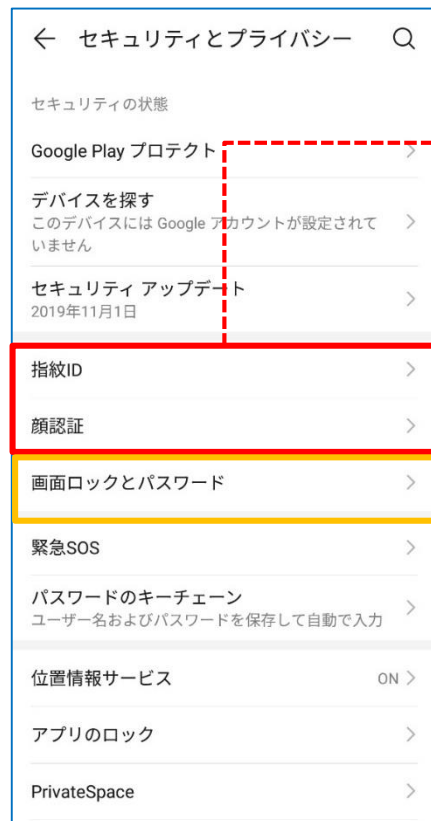 セキュリティとプライバシー
セキュリティの状態
Google Play プロテクト
デバイスを探す
このデバイスには Google アカウントが設定されて
いません
セキュリティ アップデート
2019年11月1日
指紋ID
顔認証
画面ロックとパスワード
緊急SOS
パスワードのキーチェーン
ユーザー名およびパスワードを保存して自動で入力
位置情報サービス ON
アプリのロック
PrivateSpace